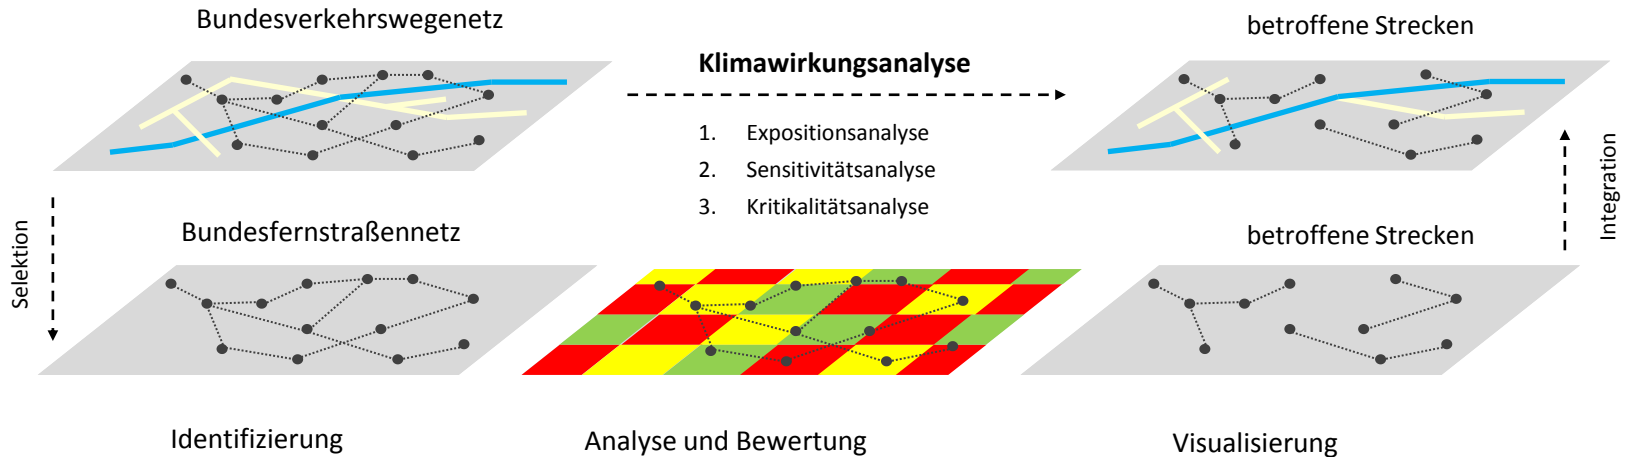 Bundesverkehrswegenetz
betroffene Strecken
Klimawirkungsanalyse
1. Expositionsanalyse
2. Sensitivitätsanalyse
3. Kritikalitätsanalyse
Selektion
Integration
Bundesfernstraßennetz
betroffene Strecken
Identifizierung
Analyse und Bewertung
Visualisierung